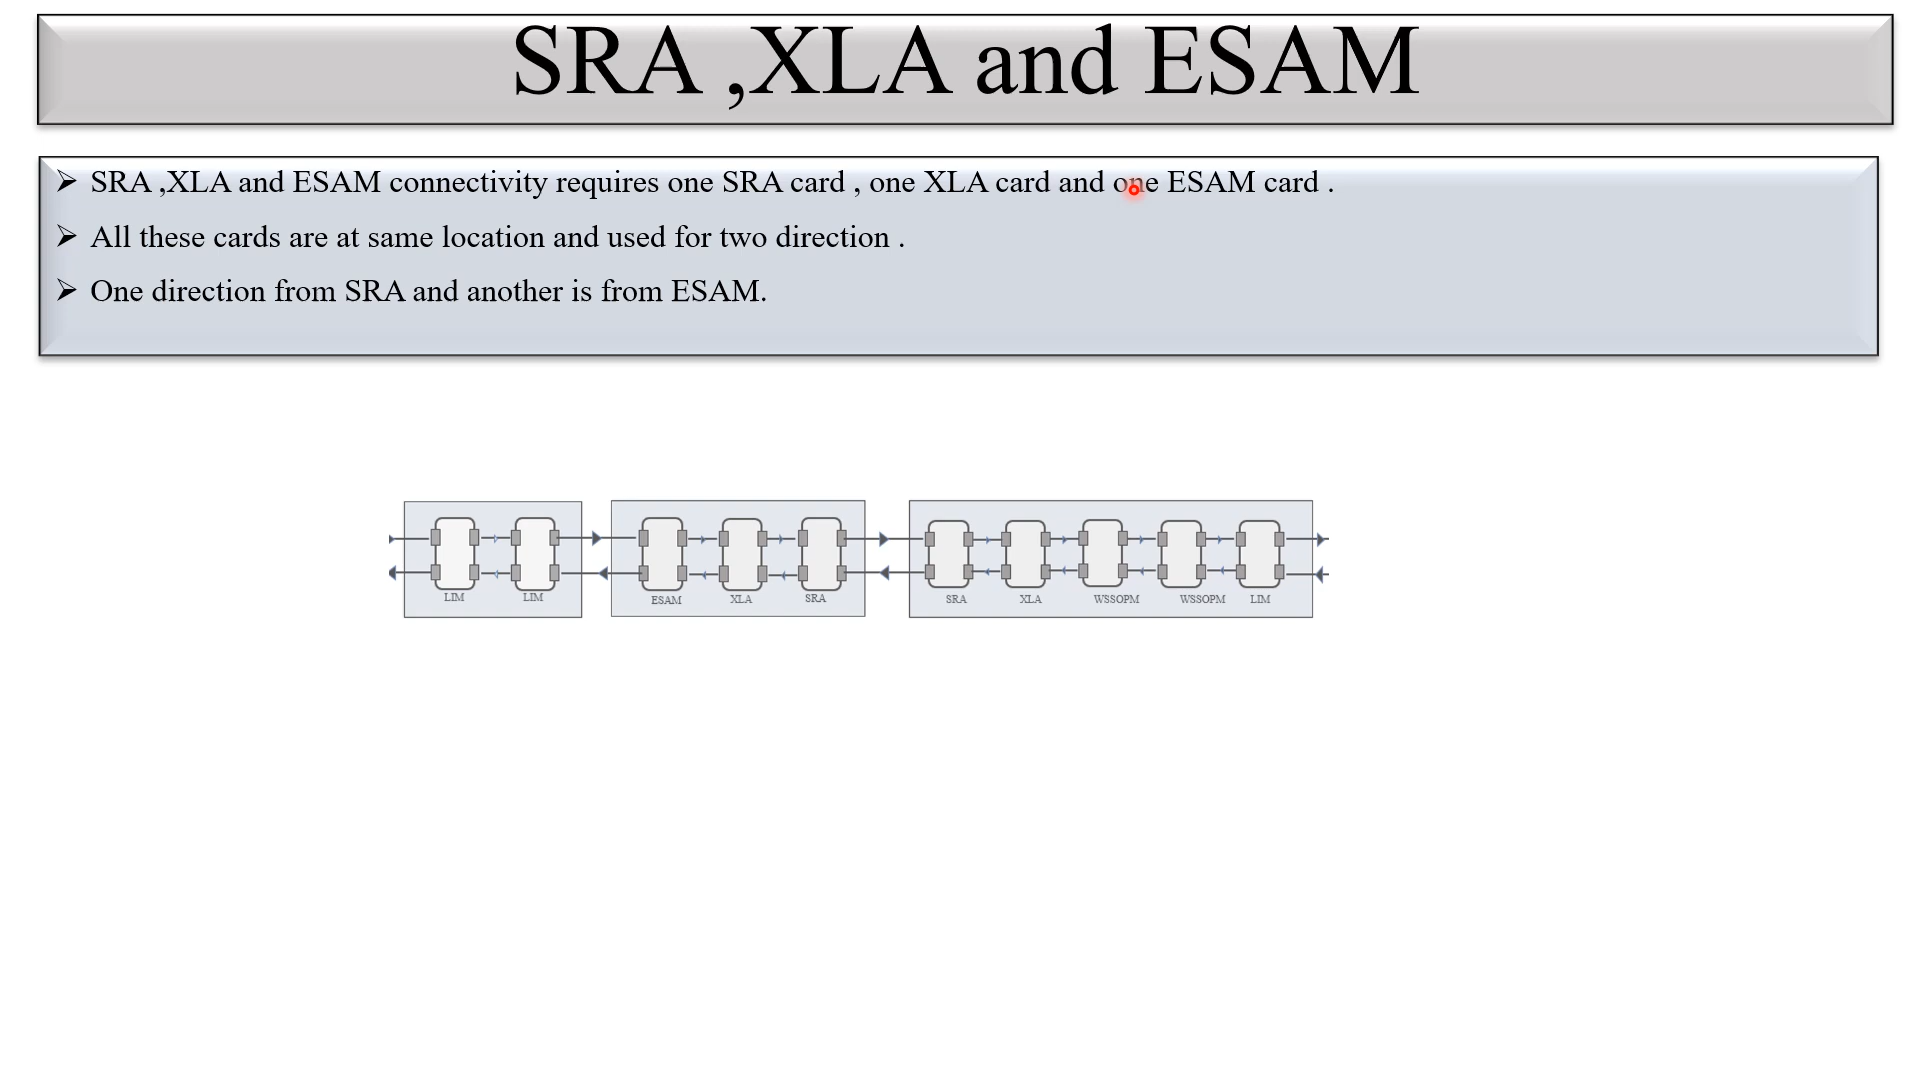 SRA ,XLA and ESAM
➢ SRA ,XLA and ESAM connectivity requires one SRA card , one XLA card and one ESAM card .
➢ All these cards are at same location and used for two direction .
➢ One direction from SRA and another is from ESAM.
LIM LIM ESAM XLA SRA SRA XLA WSSOPM WSSOPM LIM